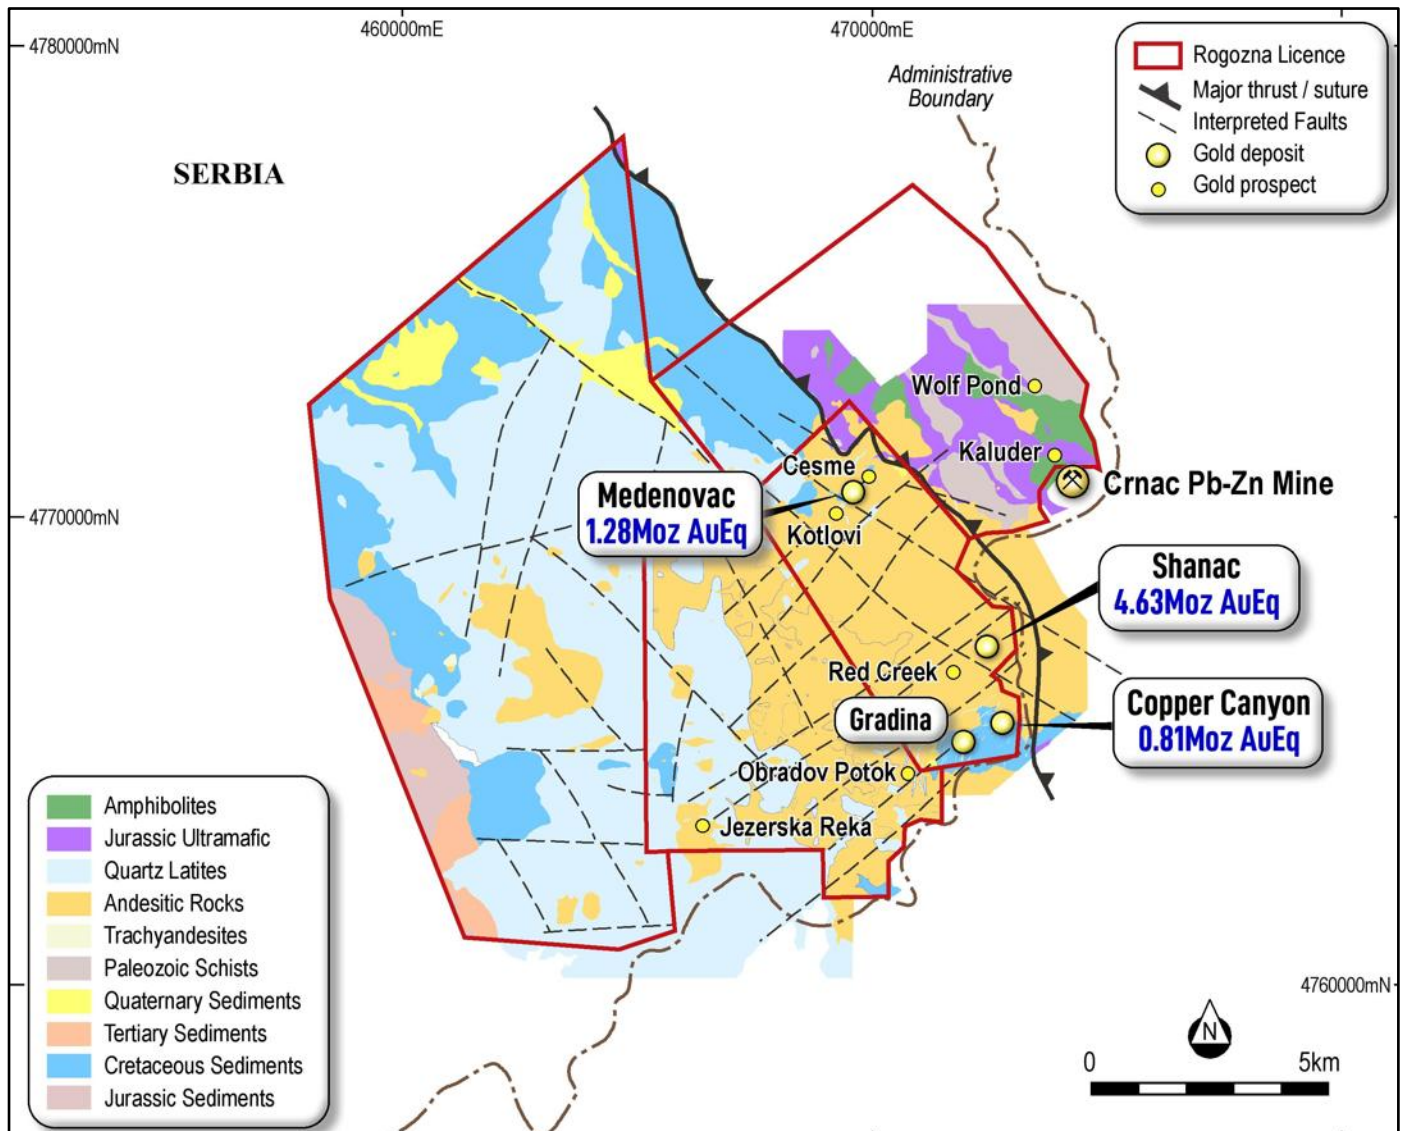 460000mE
470000mE
4780000mN
Administrative
Boundary
Rogozna Licence
Major thrust / suture
Interpreted Faults
Gold deposit
Gold prospect
SERBIA
Wolf Pond
Kaluder
Cesme
Crnac Pb-Zn Mine
Medenovac
1.28Moz AuEq
4770000mN
Kotlovi
Shanac
4.63Moz AuEq
Red Creek
Gradina
Copper Canyon
0.81Moz AuEq
Obradov Potok
Jezerska Reka
Amphibolites
Jurassic Ultramafic
Quartz Latites
Andesitic Rocks
Trachyandesites
Paleozoic Schists
Quaternary Sediments
Tertiary Sediments
Cretaceous Sediments
Jurassic Sediments
4760000mN
N
0 5km